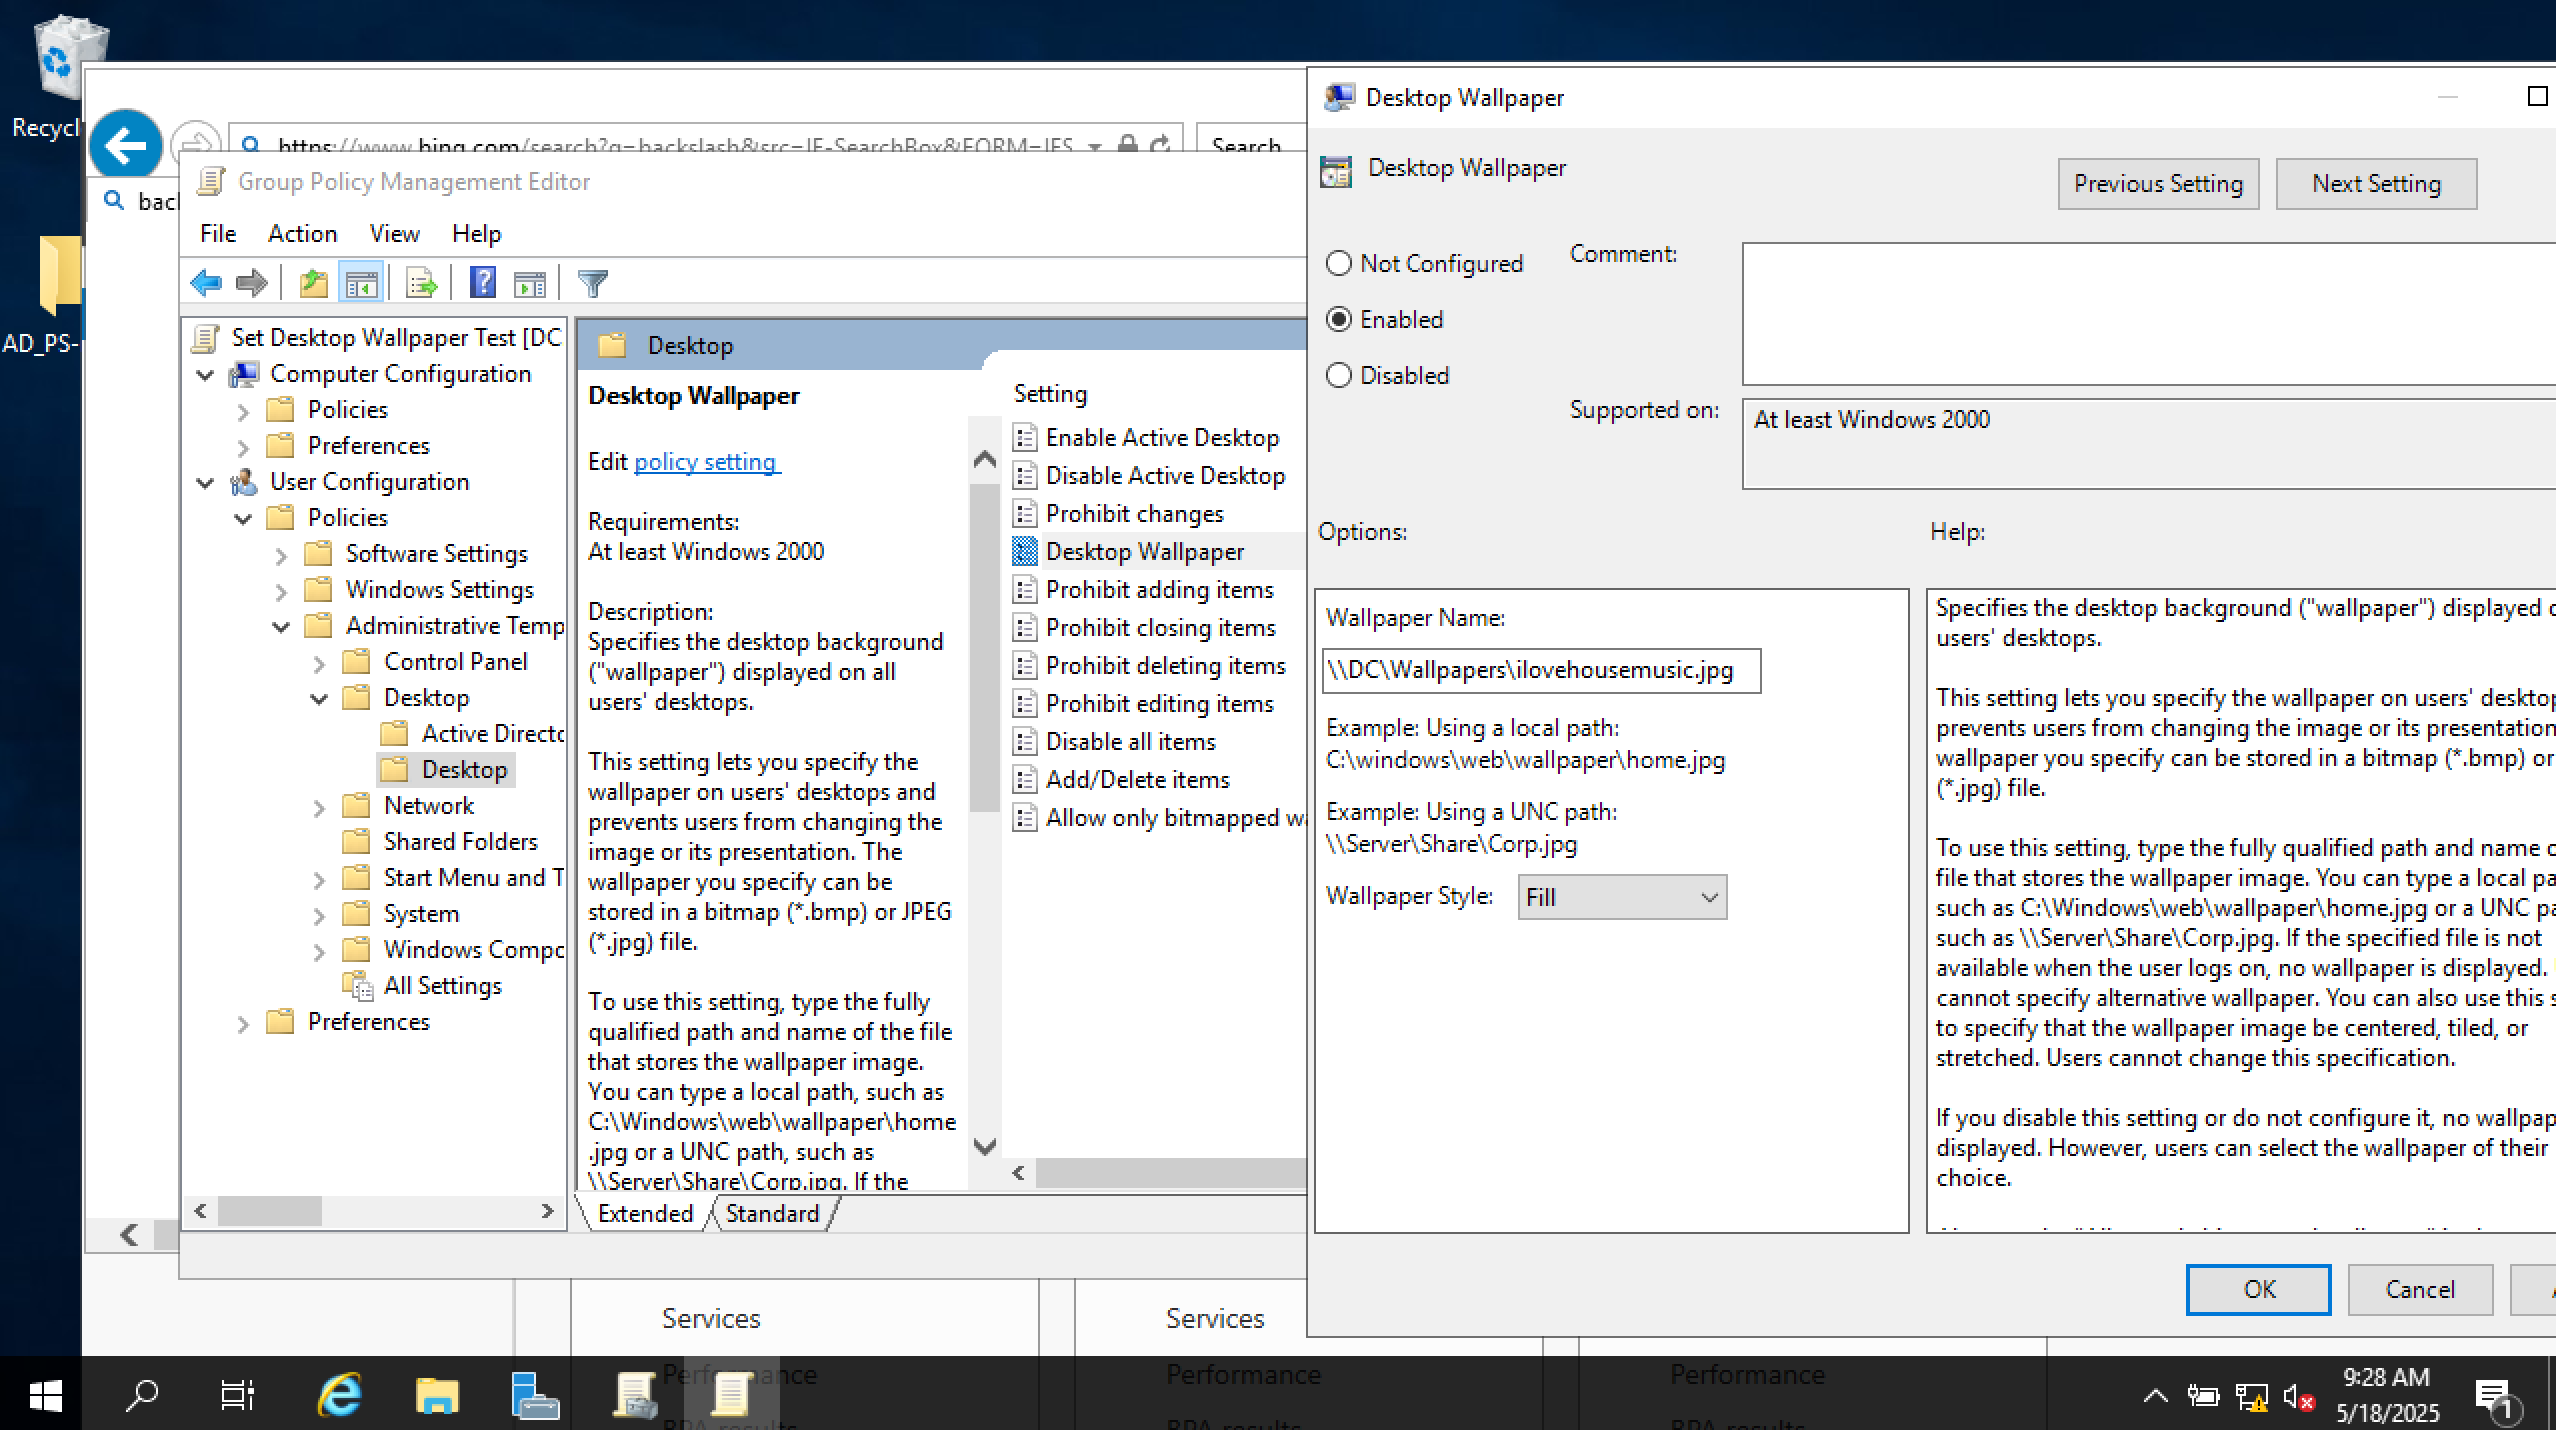 Recycl
AD_PS-
https://www.bing.com/search?q=backslash&src=IE-SearchBox&FORM=IES
Search
bac
Group Policy Management Editor
File Action View Help
Set Desktop Wallpaper Test [DC
Computer Configuration
Policies
Preferences
User Configuration
Policies
Software Settings
Windows Settings
Administrative Temp
Control Panel
Desktop
Active Directo
Desktop
Network
Shared Folders
Start Menu and T
System
Windows Compo
All Settings
Preferences
Desktop
Desktop Wallpaper
Edit policy setting
Requirements:
At least Windows 2000
Description:
Specifies the desktop background
("wallpaper") displayed on all
users' desktops.
This setting lets you specify the
wallpaper on users' desktops and
prevents users from changing the
image or its presentation. The
wallpaper you specify can be
stored in a bitmap (*.bmp) or JPEG
(*.jpg) file.
To use this setting, type the fully
qualified path and name of the file
that stores the wallpaper image.
You can type a local path, such as
C:\Windows\web\wallpaper\home
.jpg or a UNC path, such as
\\Server\Share\Corp.jpg. If the
Extended Standard
Setting
Enable Active Desktop
Disable Active Desktop
Prohibit changes
Desktop Wallpaper
Prohibit adding items
Prohibit closing items
Prohibit deleting items
Prohibit editing items
Disable all items
Add/Delete items
Allow only bitmapped wa
Desktop Wallpaper
Desktop Wallpaper
Previous Setting
Next Setting
Not Configured
Enabled
Disabled
Comment:
Supported on:
At least Windows 2000
Options:
Help:
Wallpaper Name:
\\DC\Wallpapers\ilovehousemusic.jpg
Example: Using a local path:
C:\windows\web\wallpaper\home.jpg
Example: Using a UNC path:
\\Server\Share\Corp.jpg
Wallpaper Style: Fill
Specifies the desktop background ("wallpaper") displayed o
users' desktops.
This setting lets you specify the wallpaper on users' desktop
prevents users from changing the image or its presentation
wallpaper you specify can be stored in a bitmap (*.bmp) or
(*.jpg) file.
To use this setting, type the fully qualified path and name o
file that stores the wallpaper image. You can type a local pa
such as C:\Windows\web\wallpaper\home.jpg or a UNC pa
such as \\Server\Share\Corp.jpg. If the specified file is not
available when the user logs on, no wallpaper is displayed.
cannot specify alternative wallpaper. You can also use this s
to specify that the wallpaper image be centered, tiled, or
stretched. Users cannot change this specification.
If you disable this setting or do not configure it, no wallpap
displayed. However, users can select the wallpaper of their
choice.
OK
Cancel
Services
Services
Performance
Performance
Performance
BPA results
BPA results
BPA results
9:28 AM
5/18/2025
1